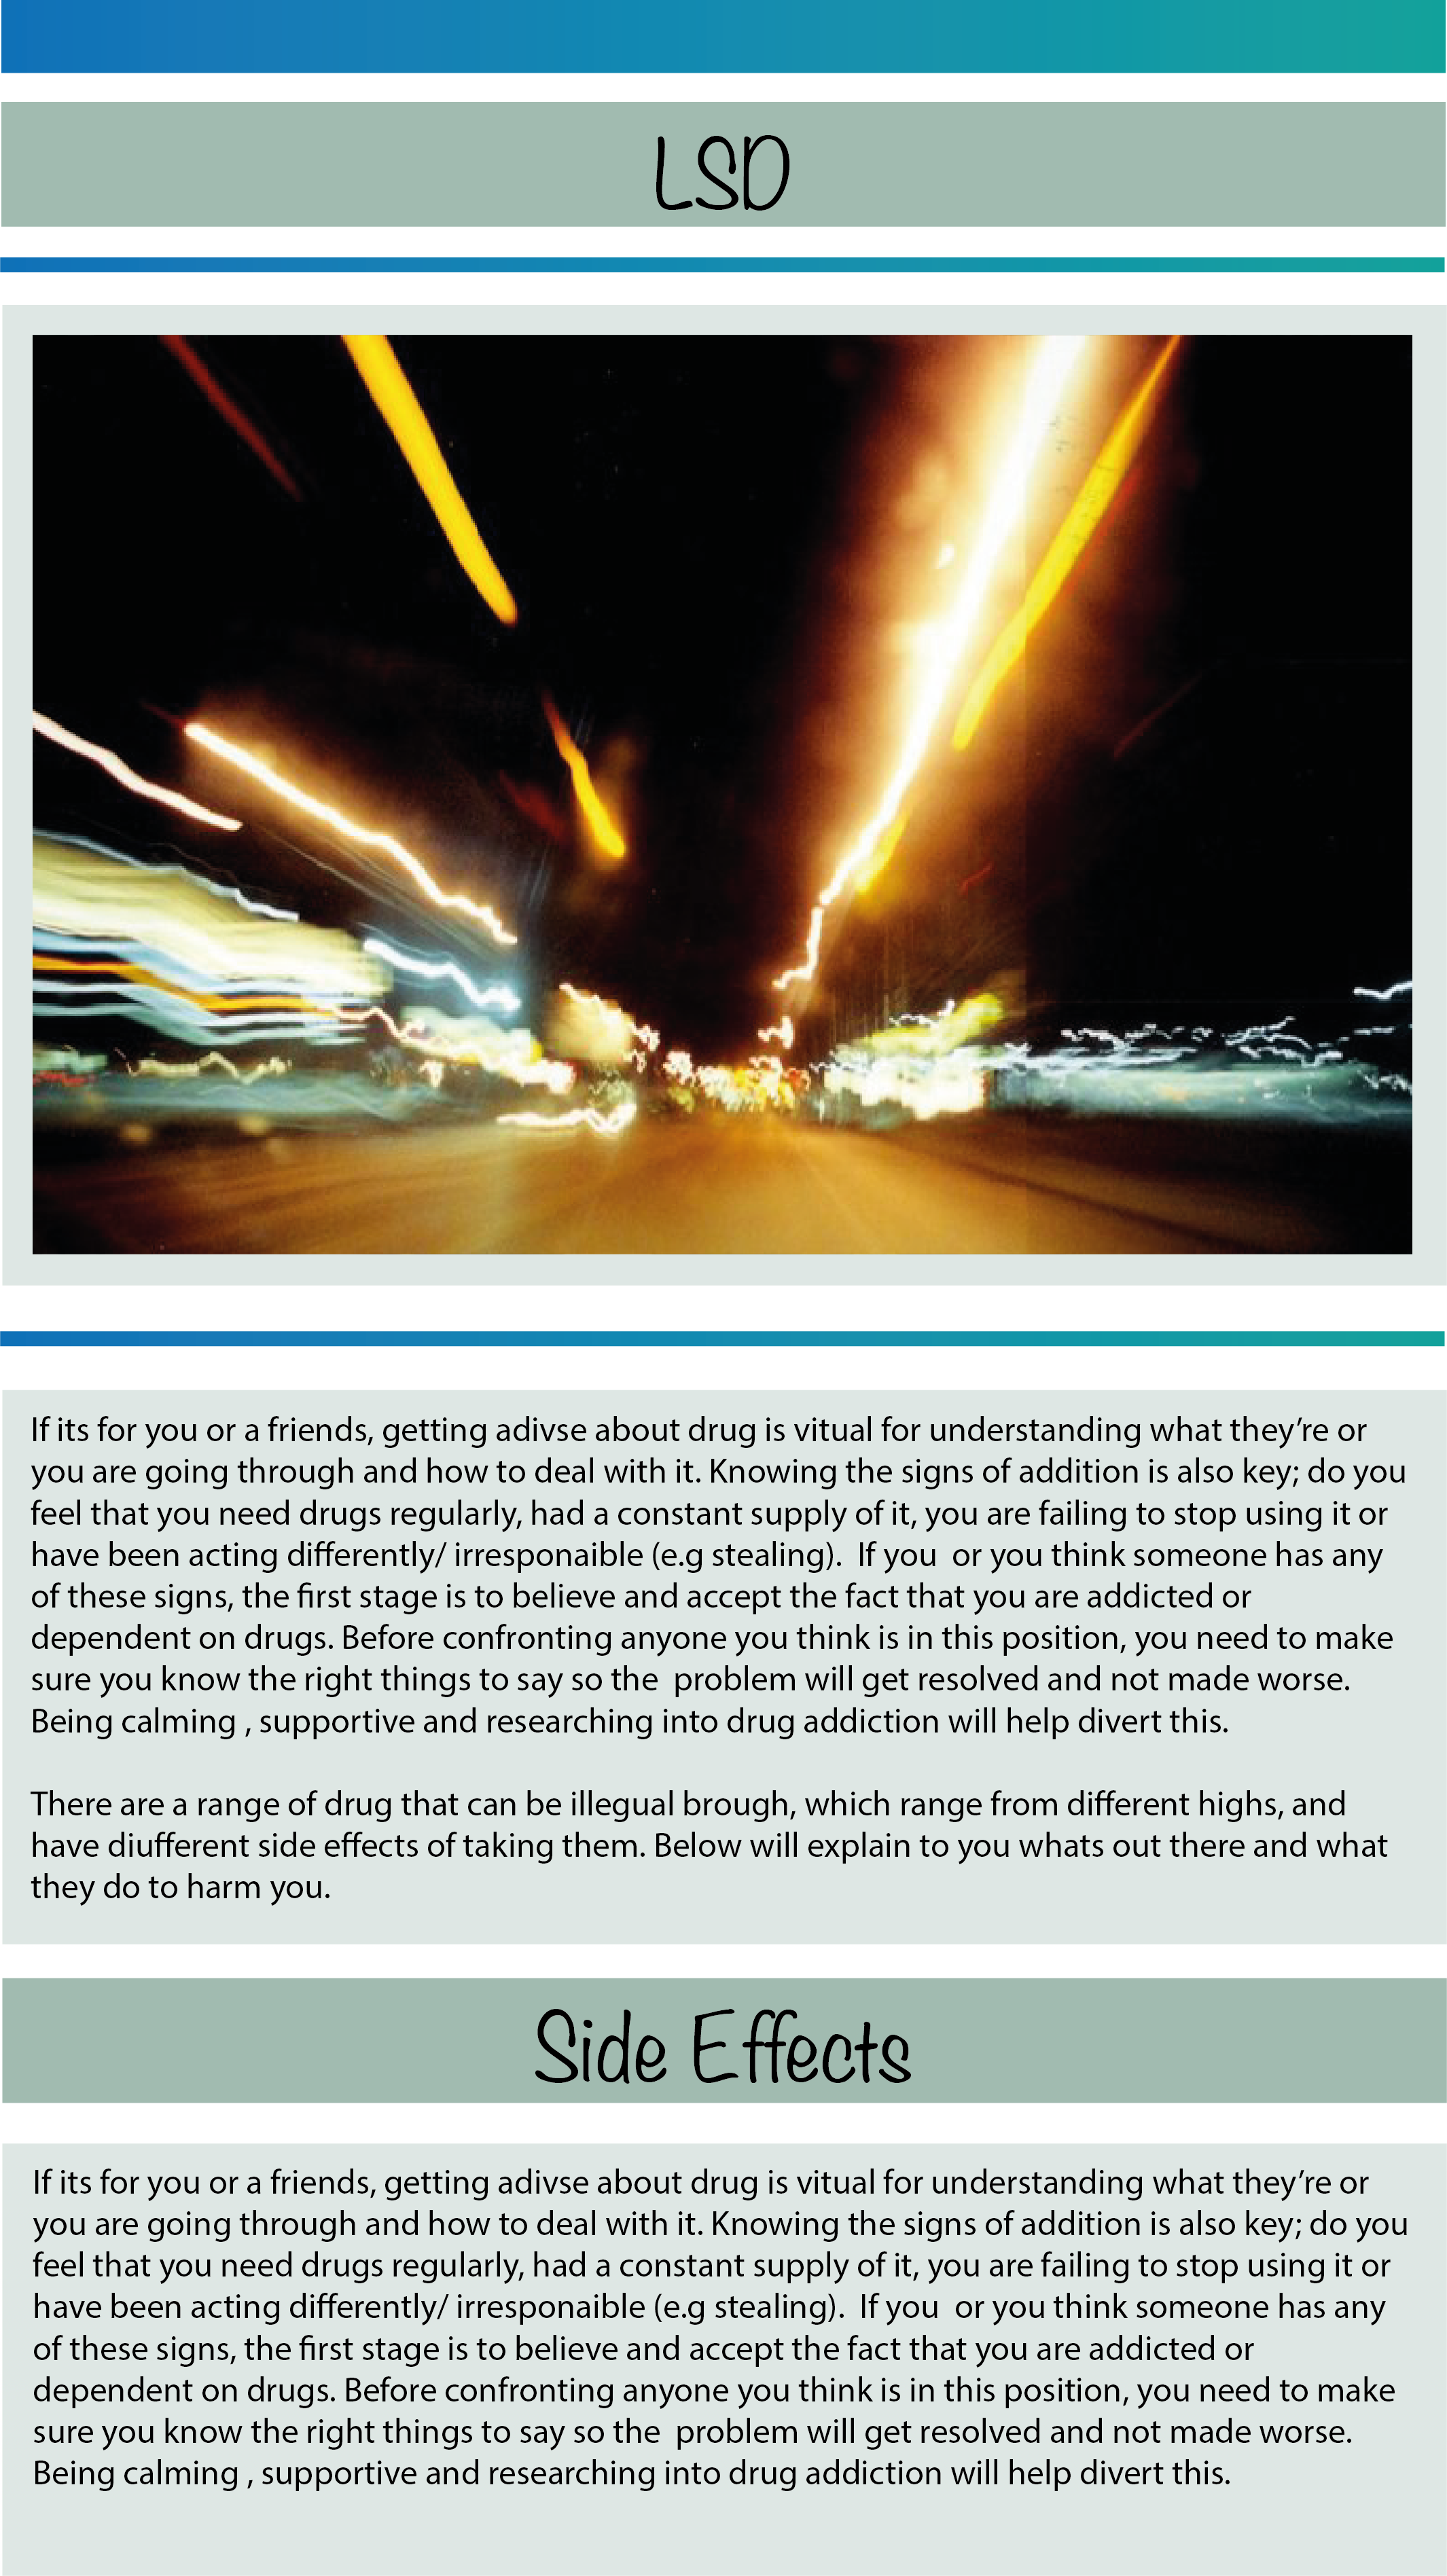 LSD
If its for you or a friends, getting adivse about drug is vitual for understanding what they’re or
you are going through and how to deal with it. Knowing the signs of addition is also key; do you
feel that you need drugs regularly, had a constant supply of it, you are failing to stop using it or
have been acting differently/ irresponaible (e.g stealing).  If you  or you think someone has any
of these signs, the first stage is to believe and accept the fact that you are addicted or
dependent on drugs. Before confronting anyone you think is in this position, you need to make
sure you know the right things to say so the  problem will get resolved and not made worse.
Being calming , supportive and researching into drug addiction will help divert this.
There are a range of drug that can be illegual brough, which range from different highs, and
have diufferent side effects of taking them. Below will explain to you whats out there and what
they do to harm you.
Side Effects
If its for you or a friends, getting adivse about drug is vitual for understanding what they’re or
you are going through and how to deal with it. Knowing the signs of addition is also key; do you
feel that you need drugs regularly, had a constant supply of it, you are failing to stop using it or
have been acting differently/ irresponaible (e.g stealing).  If you  or you think someone has any
of these signs, the first stage is to believe and accept the fact that you are addicted or
dependent on drugs. Before confronting anyone you think is in this position, you need to make
sure you know the right things to say so the  problem will get resolved and not made worse.
Being calming , supportive and researching into drug addiction will help divert this.